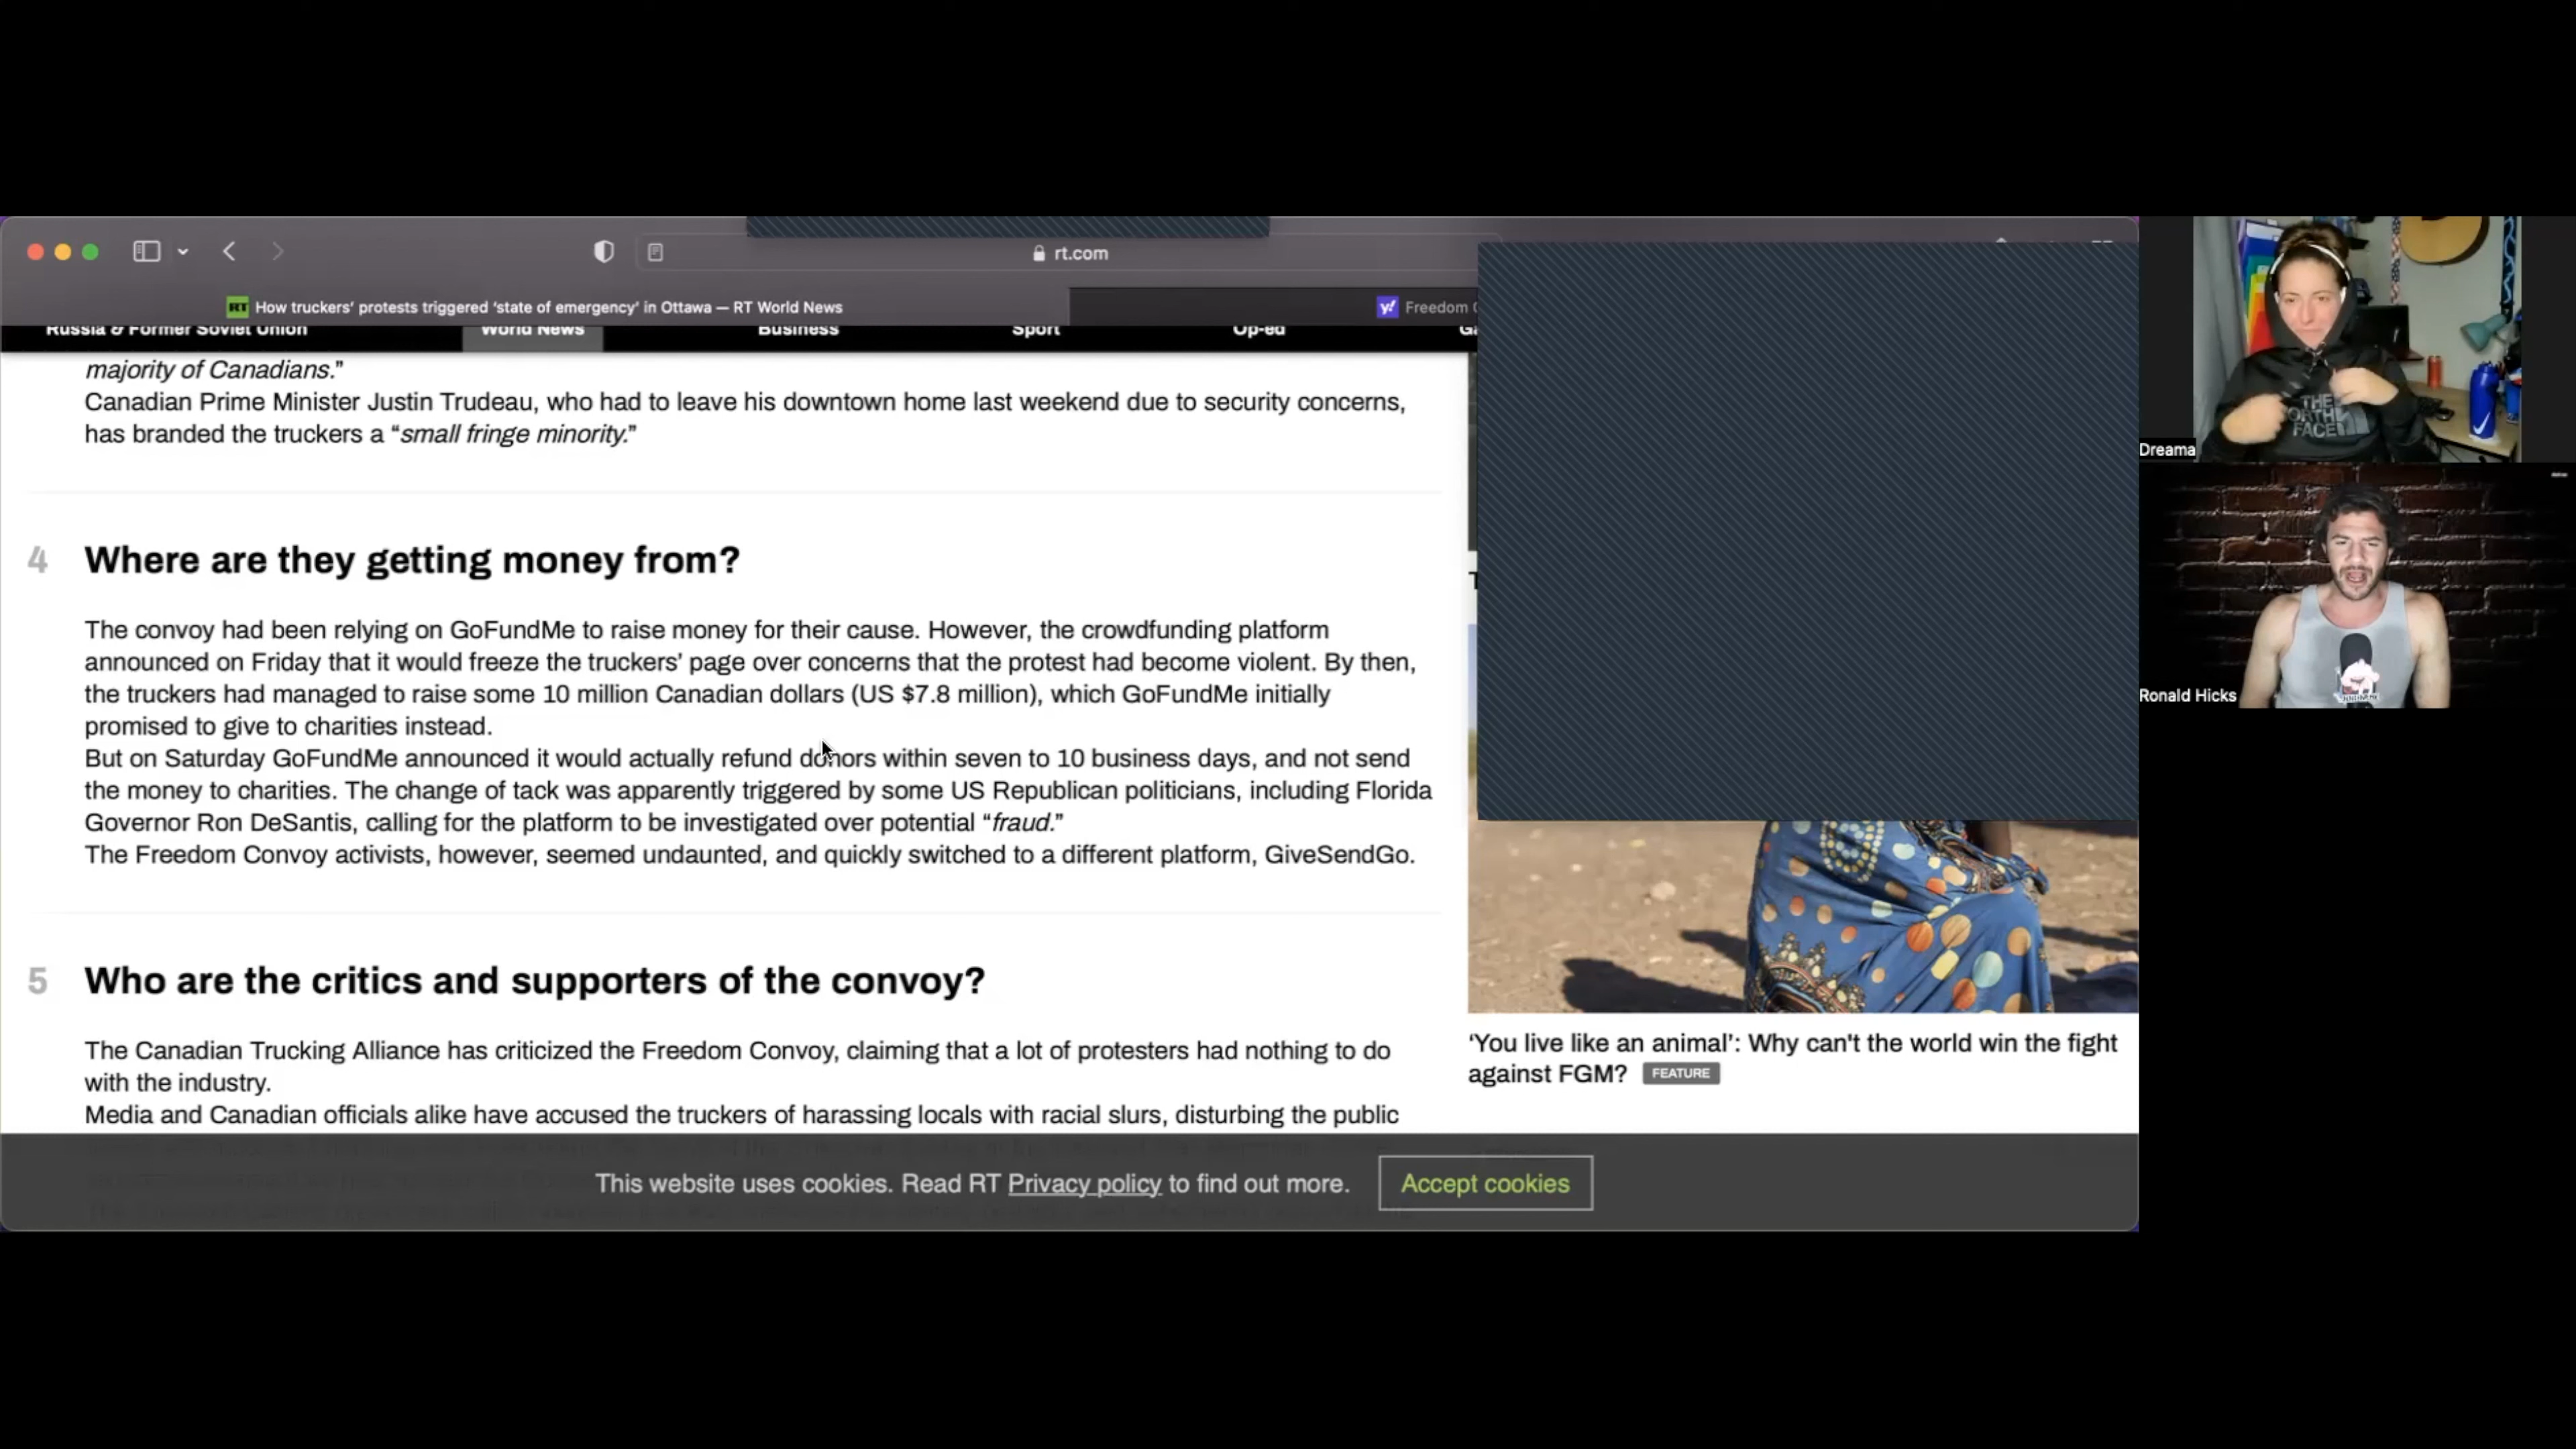 rt.com
RT How truckers’ protests triggered ‘state of emergency’ in Ottawa — RT World News
y! Freedom
Russia & Former Soviet Union World News Business Sport Op-ed
majority of Canadians.”
Canadian Prime Minister Justin Trudeau, who had to leave his downtown home last weekend due to security concerns,
has branded the truckers a “small fringe minority.”
4 Where are they getting money from?
The convoy had been relying on GoFundMe to raise money for their cause. However, the crowdfunding platform
announced on Friday that it would freeze the truckers’ page over concerns that the protest had become violent. By then,
the truckers had managed to raise some 10 million Canadian dollars (US $7.8 million), which GoFundMe initially
promised to give to charities instead.
But on Saturday GoFundMe announced it would actually refund donors within seven to 10 business days, and not send
the money to charities. The change of tack was apparently triggered by some US Republican politicians, including Florida
Governor Ron DeSantis, calling for the platform to be investigated over potential “fraud.”
The Freedom Convoy activists, however, seemed undaunted, and quickly switched to a different platform, GiveSendGo.
5 Who are the critics and supporters of the convoy?
The Canadian Trucking Alliance has criticized the Freedom Convoy, claiming that a lot of protesters had nothing to do
with the industry.
Media and Canadian officials alike have accused the truckers of harassing locals with racial slurs, disturbing the public
‘You live like an animal’: Why can't the world win the fight
against FGM? FEATURE
This website uses cookies. Read RT Privacy policy to find out more. Accept cookies
THE
NORTH
FACE
Dreama
Ronald Hicks